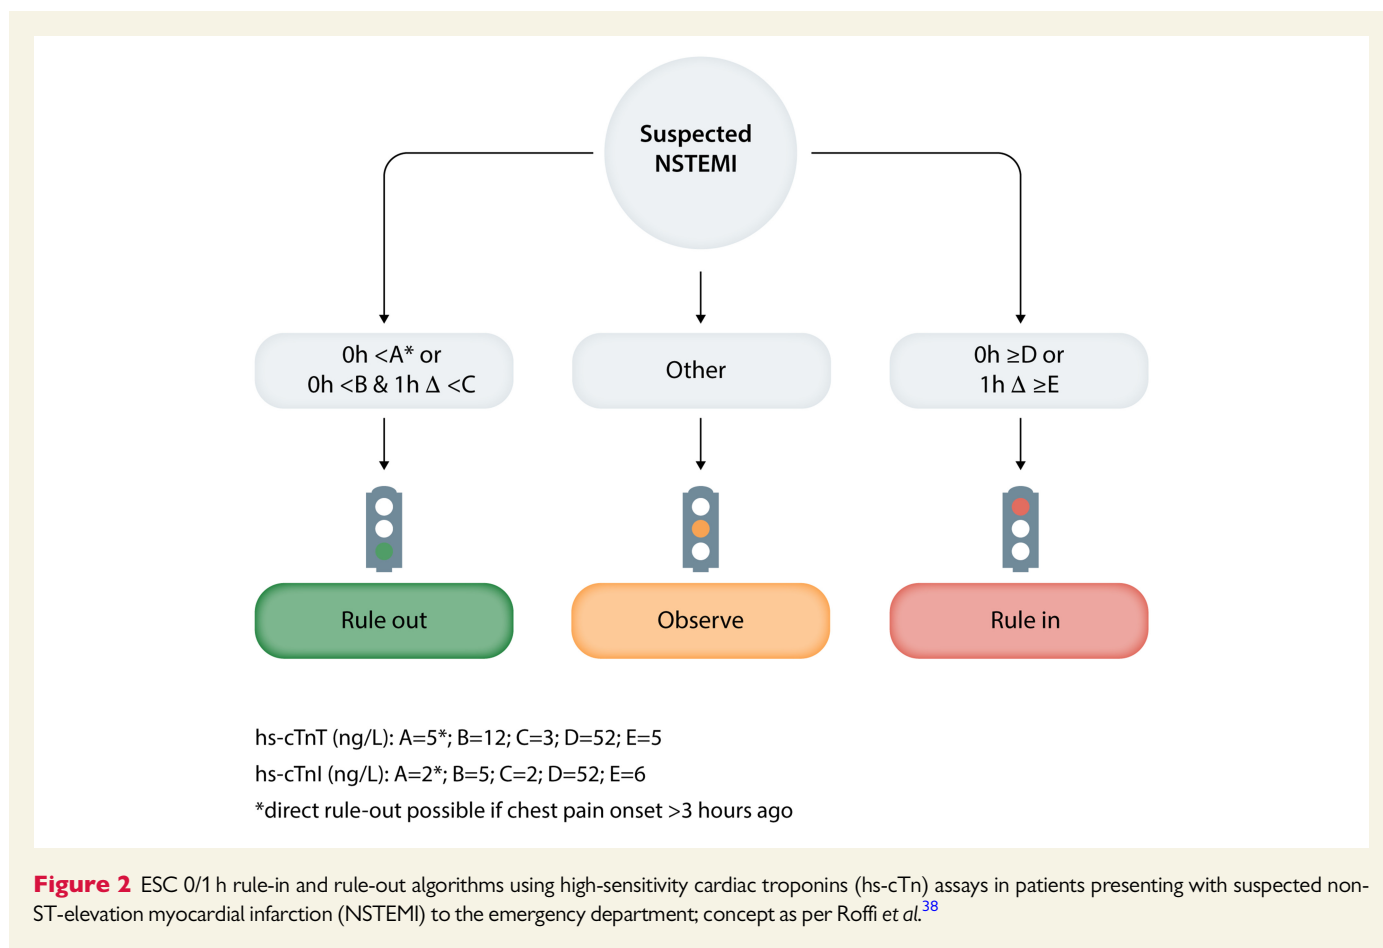 Suspected
NSTEMI
0h <A* or
0h <B & 1h Δ <C
Other
0h ≥D or
1h Δ ≥E
Rule out
Observe
Rule in
hs-cTnT (ng/L): A=5*; B=12; C=3; D=52; E=5
hs-cTnI (ng/L): A=2*; B=5; C=2; D=52; E=6
*direct rule-out possible if chest pain onset >3 hours ago
Figure 2 ESC 0/1 h rule-in and rule-out algorithms using high-sensitivity cardiac troponins (hs-cTn) assays in patients presenting with suspected non-
ST-elevation myocardial infarction (NSTEMI) to the emergency department; concept as per Roffi et al.38